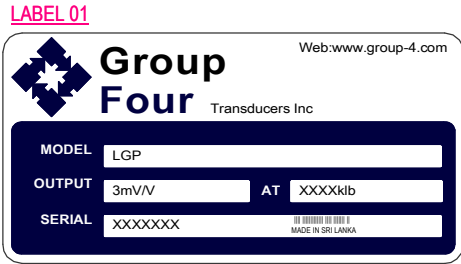 LABEL 01
Web:www.group-4.com
Group
Four Transducers Inc
MODEL LGP
OUTPUT 3mV/V AT XXXXklb
SERIAL XXXXXXX
MADE IN SRI LANKA